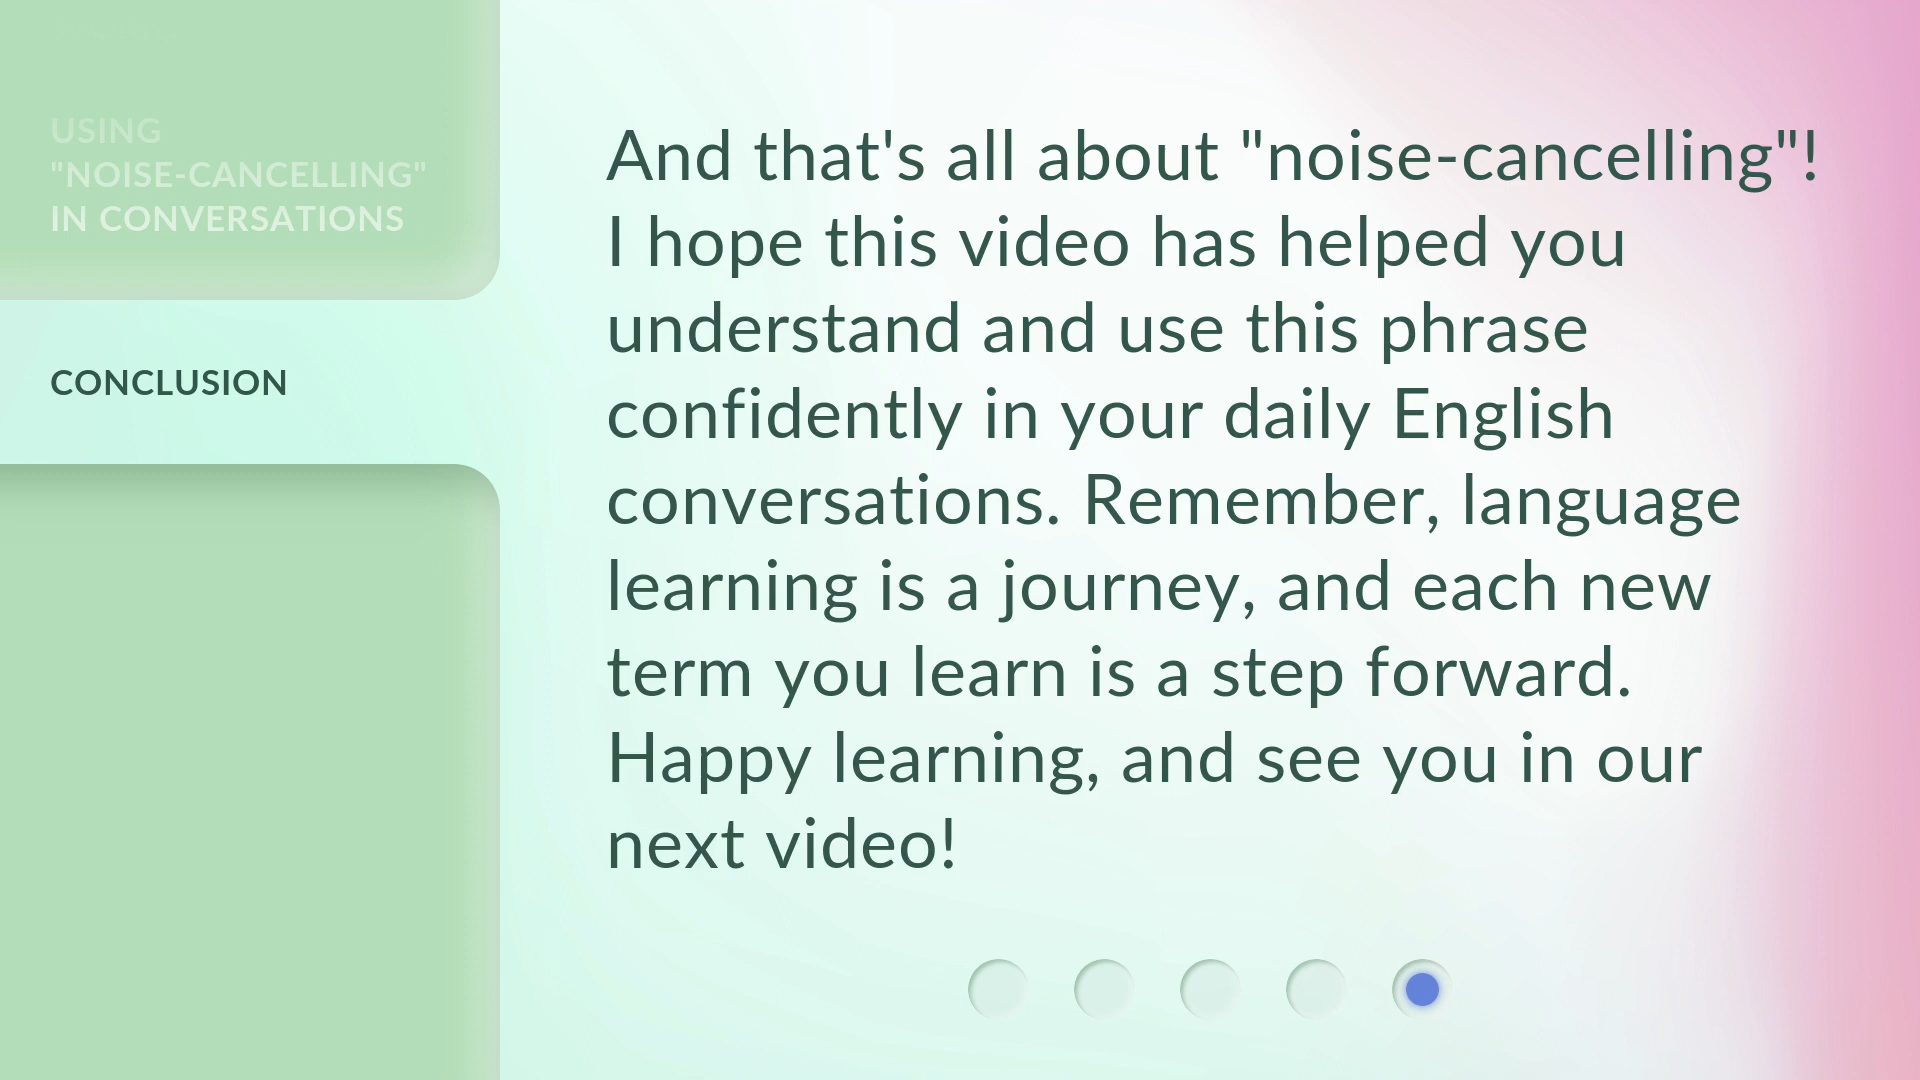 USING
"NOISE-CANCELLING"
IN CONVERSATIONS
CONCLUSION
And that's all about "noise-cancelling"!
I hope this video has helped you
understand and use this phrase
confidently in your daily English
conversations. Remember, language
learning is a journey, and each new
term you learn is a step forward.
Happy learning, and see you in our
next video!